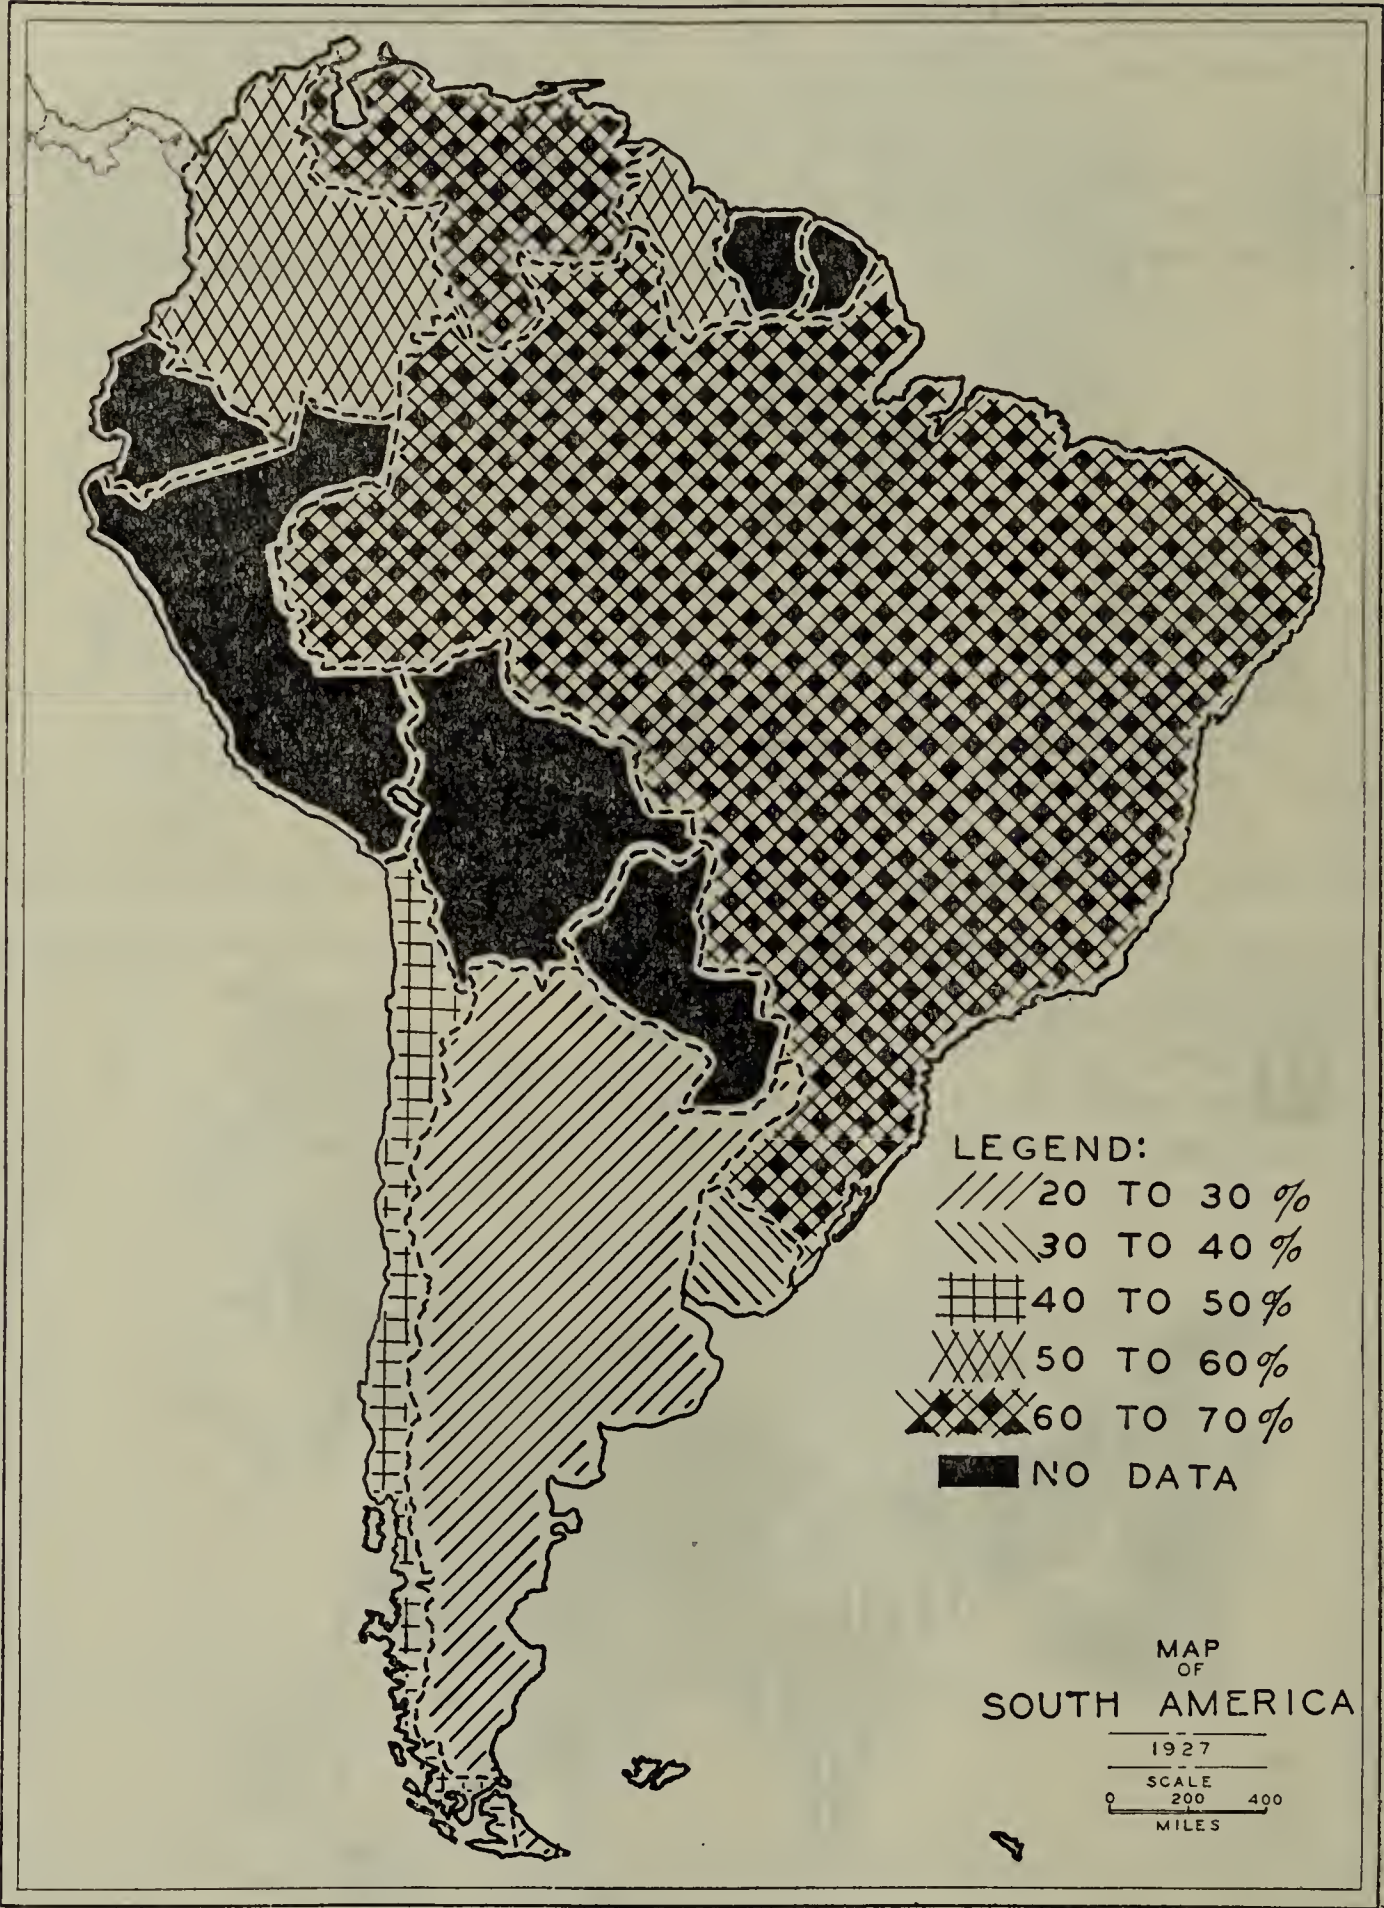 LEGEND:
20 TO 30 %
30 TO 40 %
40 TO 50%
50 TO 60%
60 TO 70%
NO DATA
MAP
OF
SOUTH AMERICA
1927
SCALE
0 200 400
MILES